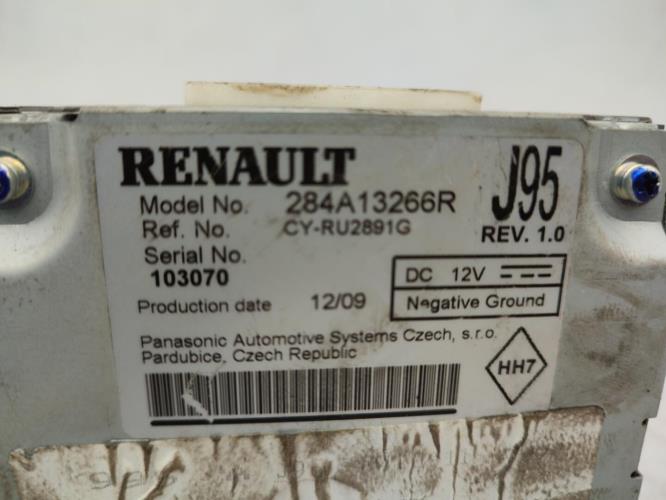 RENAULT
J95
Model No. 284A13266R
Ref. No. CY-RU2891G
REV. 1.0
Serial No.
103070
DC 12V
Production date 12/09
Negative Ground
Panasonic Automotive Systems Czech, s.r.o.
Pardubice, Czech Republic
HH7